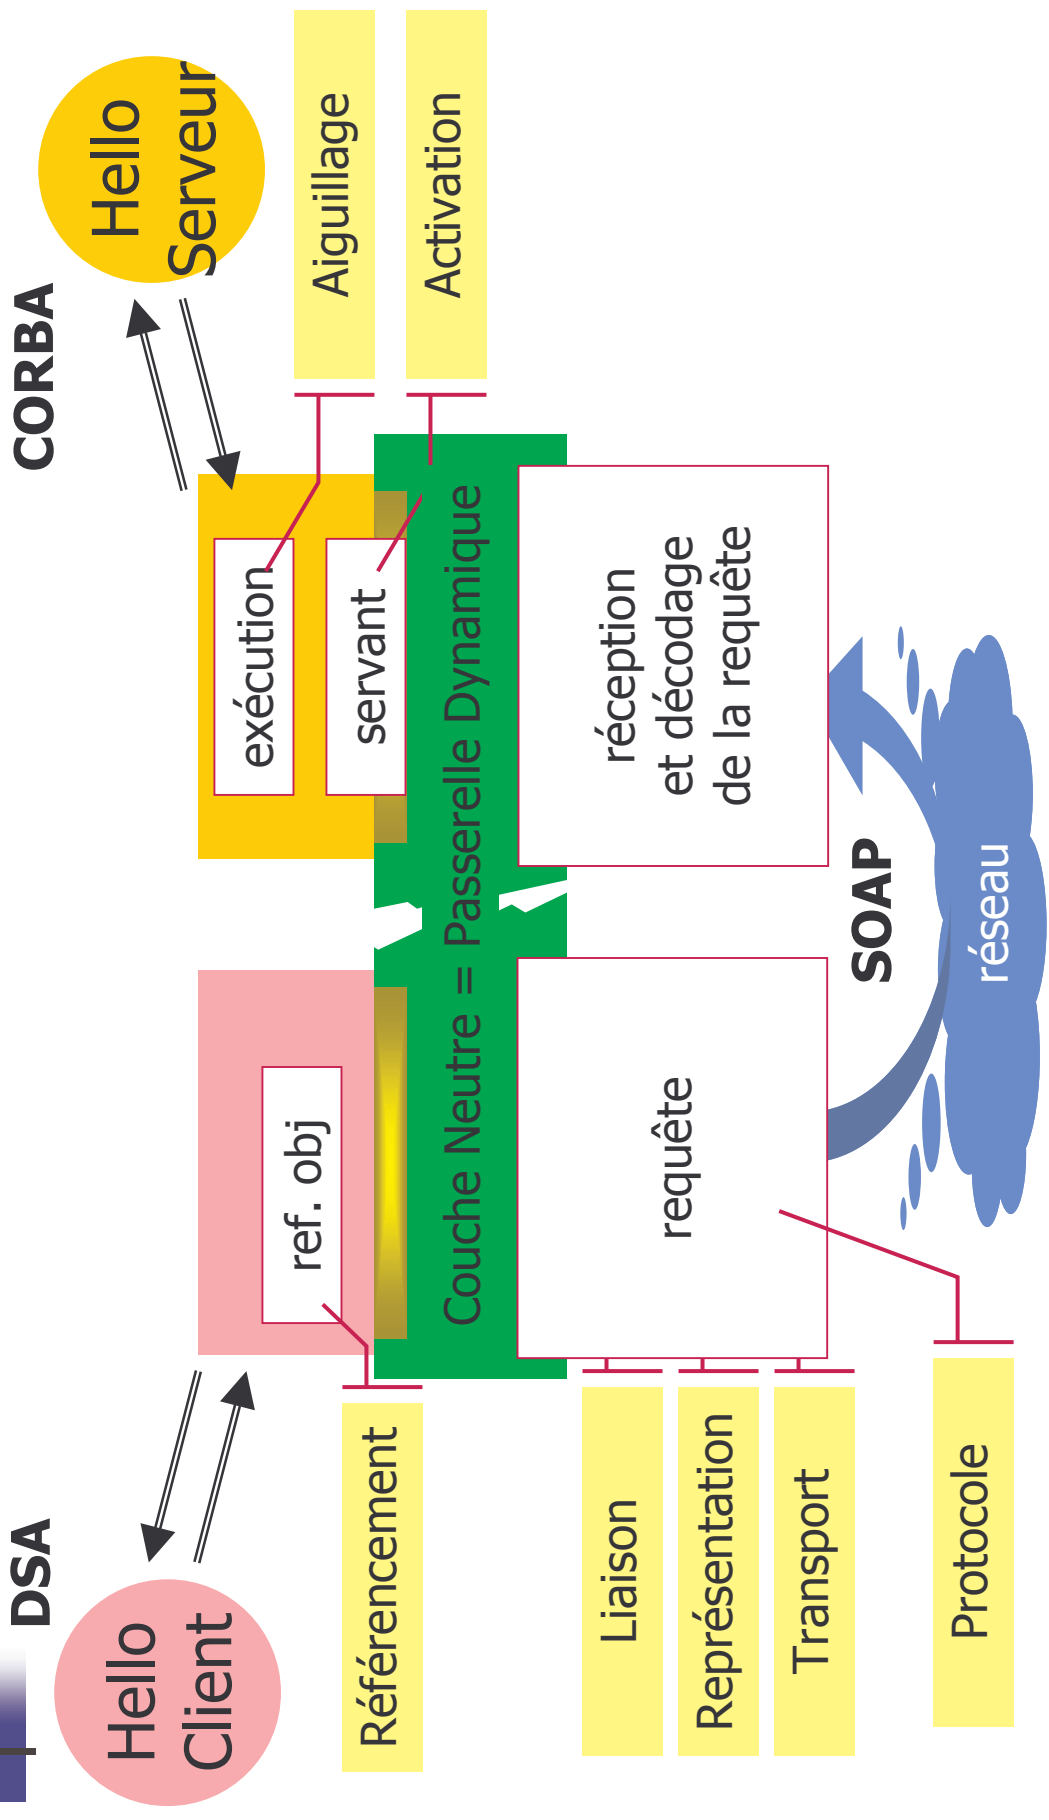 DSA
CORBA
Hello
Client
Hello
Serveur
exécution
Aiguillage
ref. obj
servant
Activation
Référencement
Couche Neutre = Passerelle Dynamique
Liaison
Représentation
Transport
requête
réception
et décodage
de la requête
SOAP
Protocole
réseau